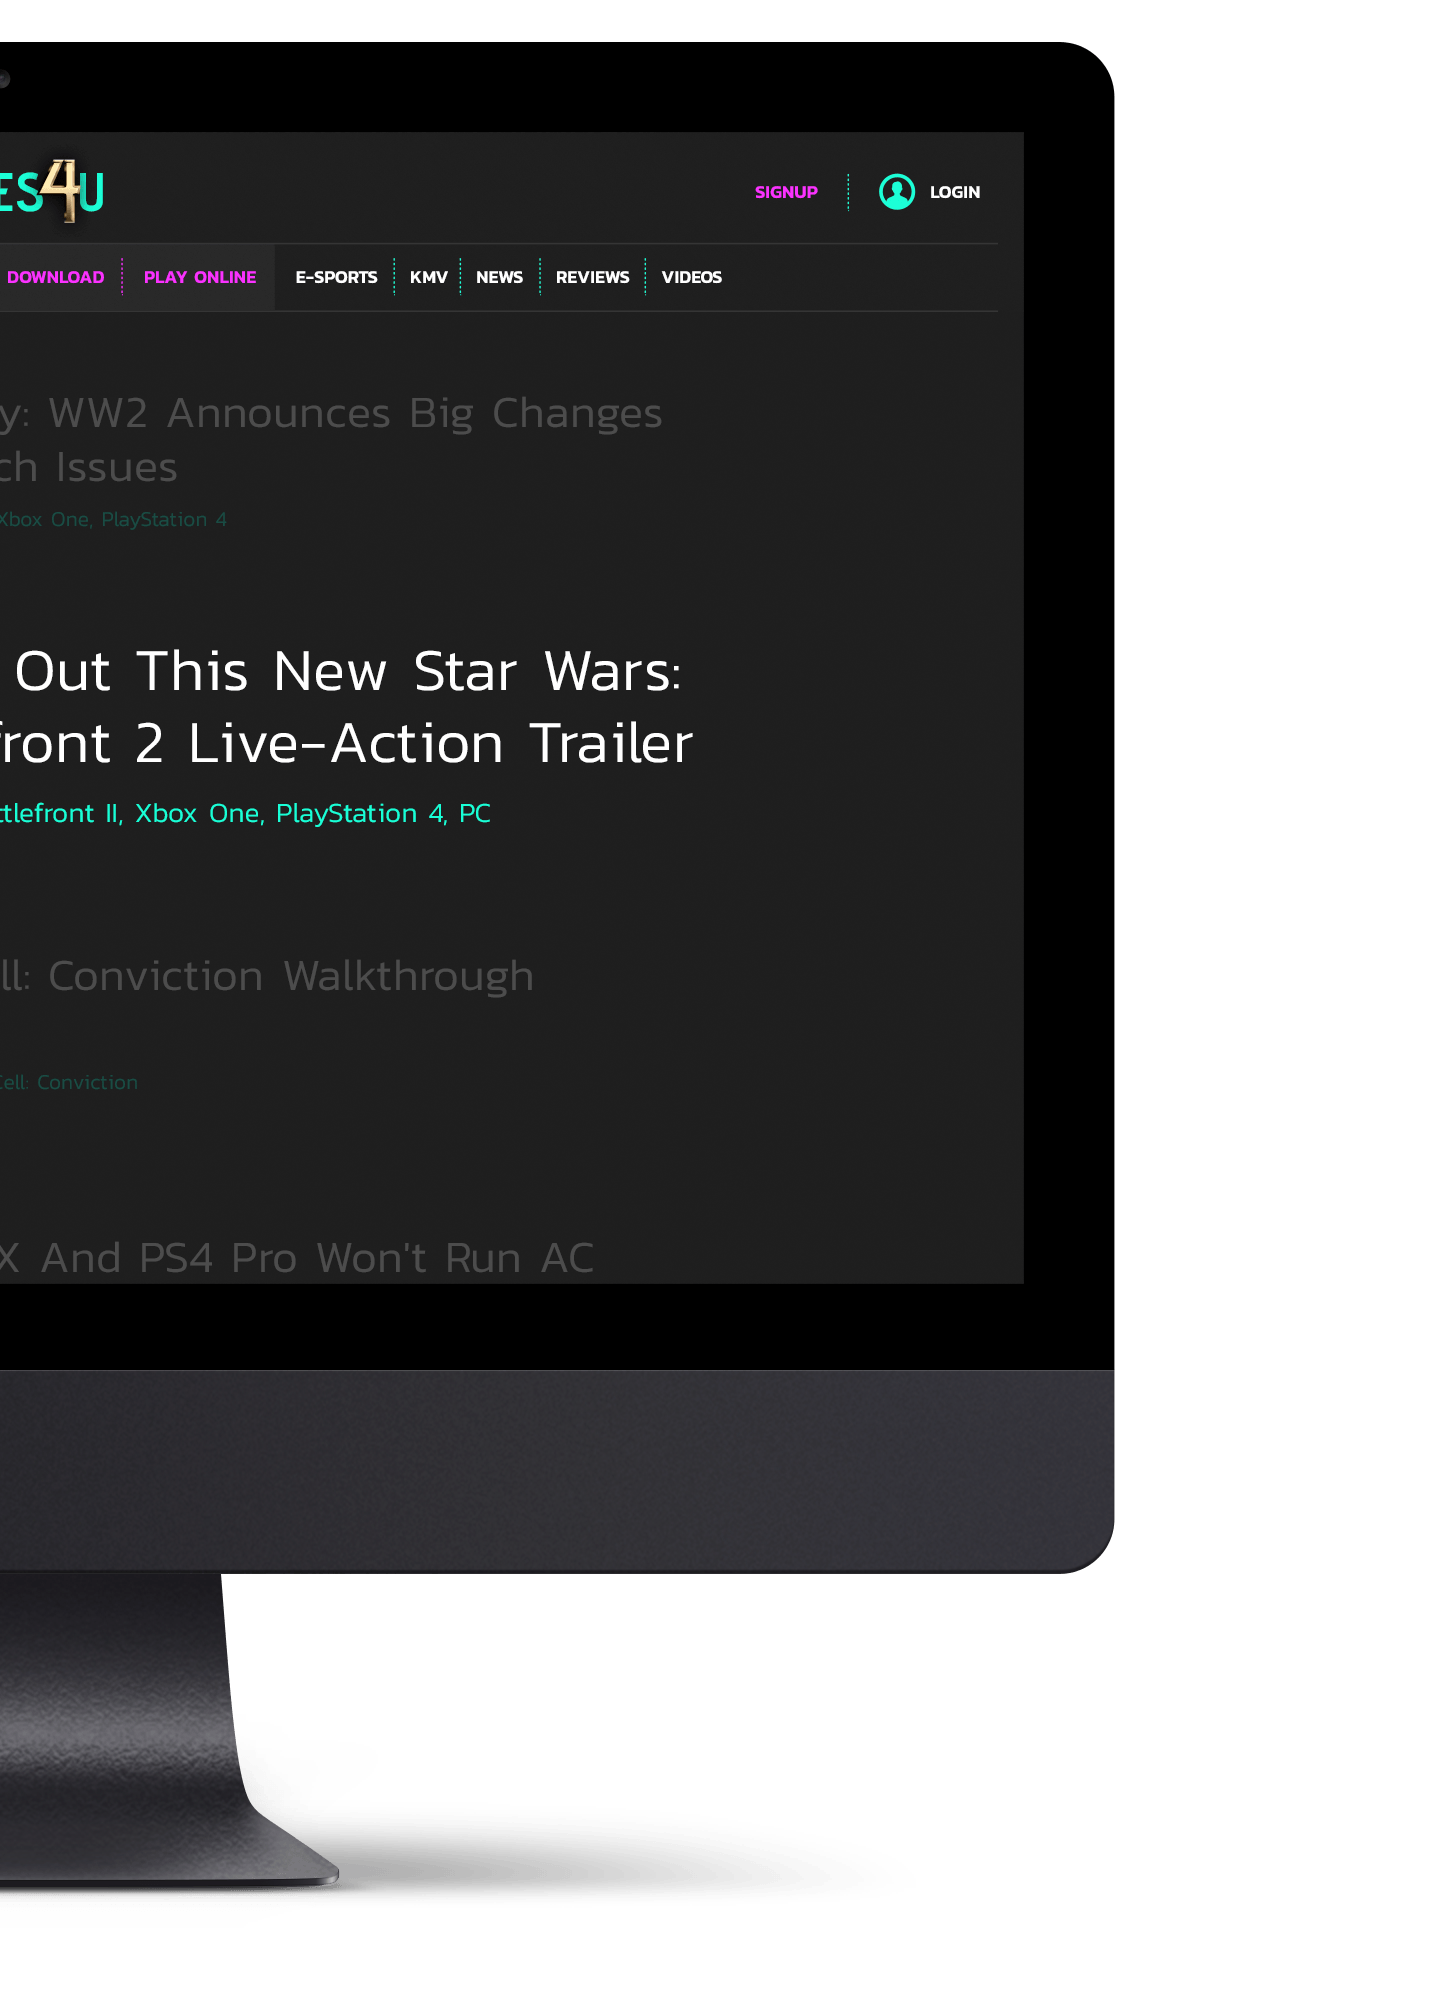 ES4U
SIGNUP LOGIN
DOWNLOAD PLAY ONLINE E-SPORTS KMV NEWS REVIEWS VIDEOS
y: WW2 Announces Big Changes
ch Issues
Xbox One, PlayStation 4
Out This New Star Wars:
front 2 Live-Action Trailer
ttlefront II, Xbox One, PlayStation 4, PC
ll: Conviction Walkthrough
Cell: Conviction
X And PS4 Pro Won't Run AC